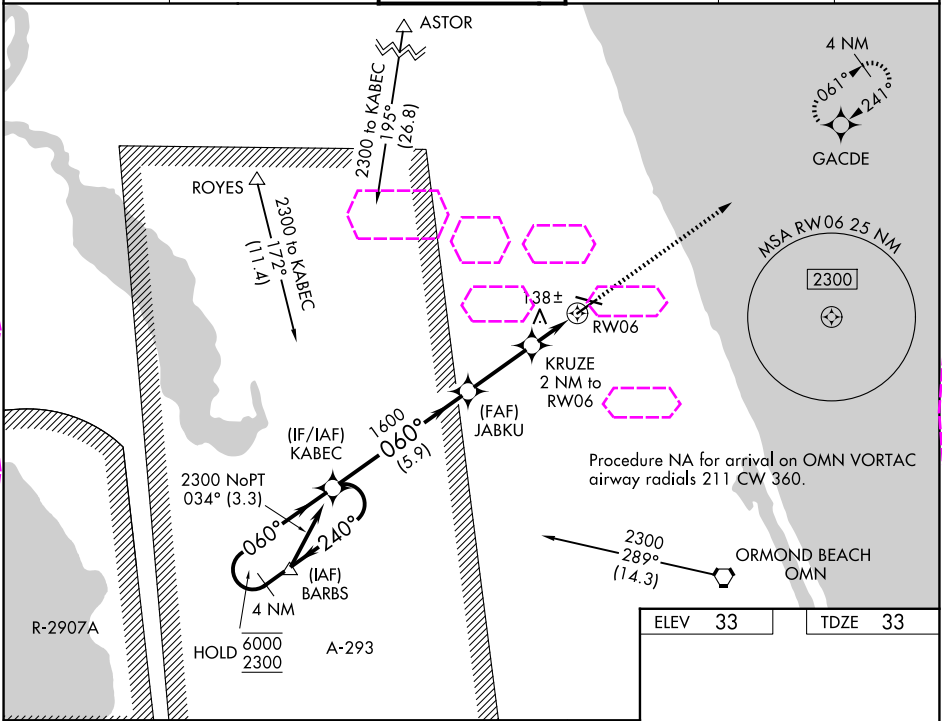 ASTOR
2300 to KABEC
195°
(26.8)
4 NM
061°
241°
GACDE
ROYES
2300 to KABEC
172°
(11.4)
MSA RW06 25 NM
2300
138±
RW06
KRUZE
2 NM to
RW06
(FAF)
JABKU
1600
060°
(5.9)
(IF/IAF)
KABEC
2300 NoPT
034° (3.3)
060°
240°
(IAF)
BARBS
4 NM
HOLD
6000
2300
R-2907A
A-293
Procedure NA for arrival on OMN VORTAC
airway radials 211 CW 360.
2300
289°
(14.3)
ORMOND BEACH
OMN
ELEV 33
TDZE 33